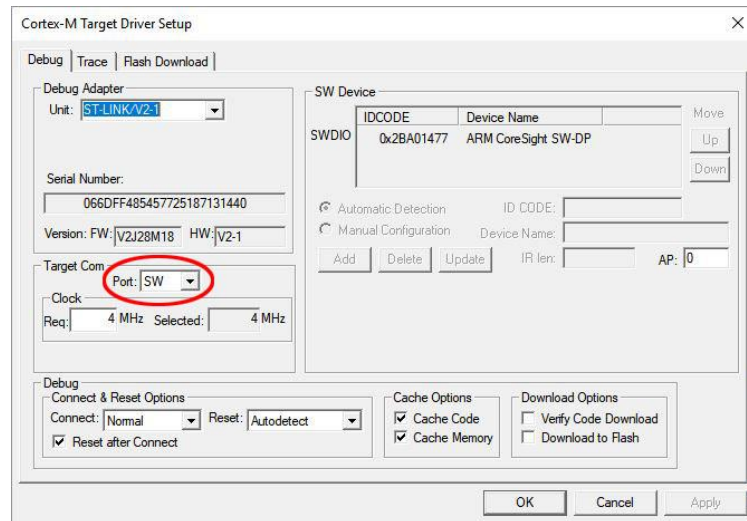 Cortex-M Target Driver Setup
Debug Trace Flash Download
Debug Adapter
Unit: ST-LINK/V2-1
Serial Number:
066DFF485457725187131440
Version: FW: V2J28M18 HW: V2-1
Target Com
Port: SW
Clock
Req: 4 MHz Selected: 4 MHz
SW Device
IDCODE Device Name Move
SWDIO 0x2BA01477 ARM CoreSight SW-DP Up
Down
Automatic Detection ID CODE:
Manual Configuration Device Name:
Add Delete Update IR len: AP: 0
Debug
Connect & Reset Options
Connect: Normal Reset: Autodetect
Reset after Connect
Cache Options
Cache Code
Cache Memory
Download Options
Verify Code Download
Download to Flash
OK Cancel Apply